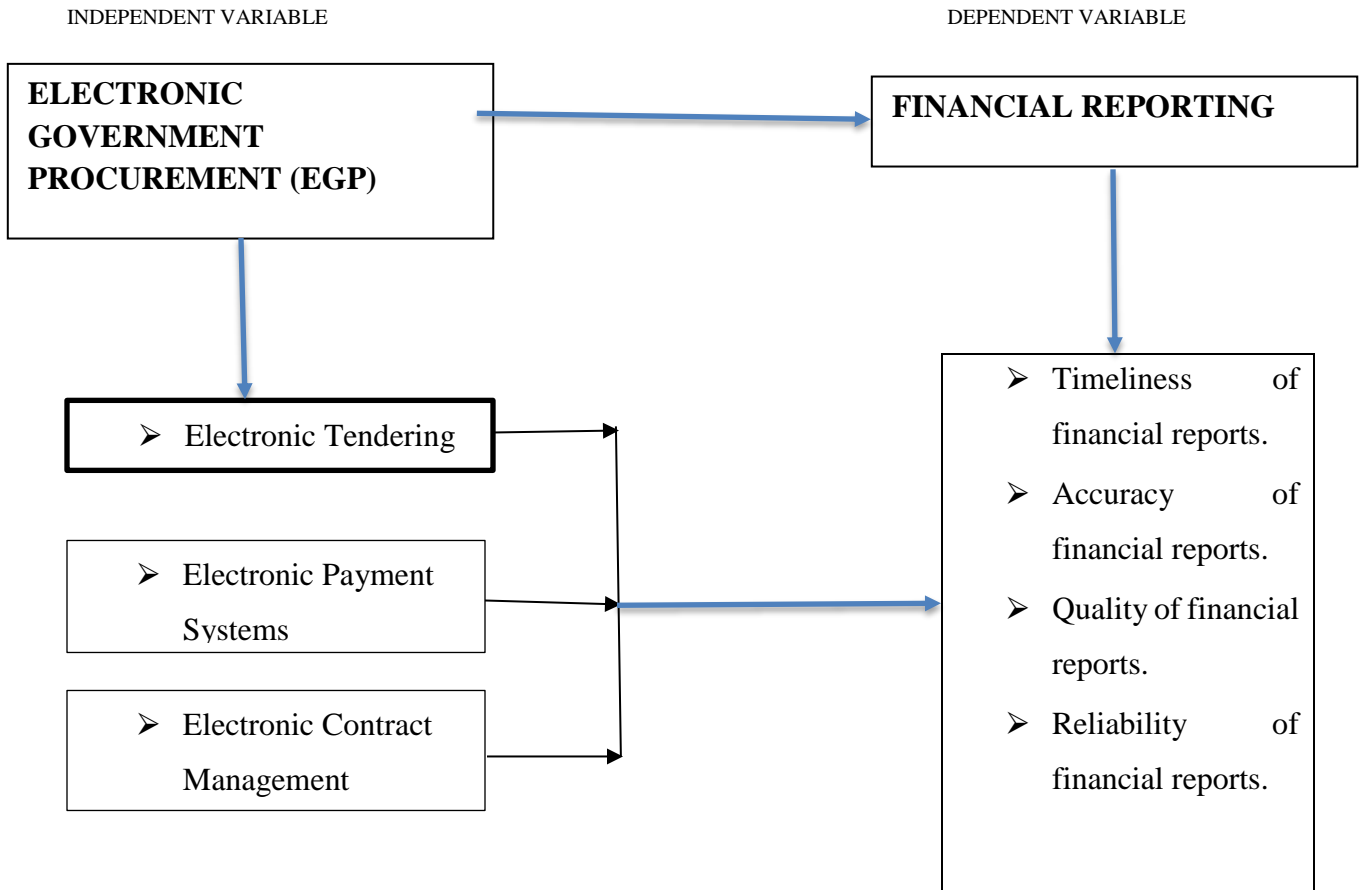 INDEPENDENT VARIABLE
DEPENDENT VARIABLE
ELECTRONIC
GOVERNMENT
PROCUREMENT (EGP)
FINANCIAL REPORTING
➢ Electronic Tendering
➢ Electronic Payment
Systems
➢ Electronic Contract
Management
➢ Timeliness of
financial reports.
➢ Accuracy of
financial reports.
➢ Quality of financial
reports.
➢ Reliability of
financial reports.